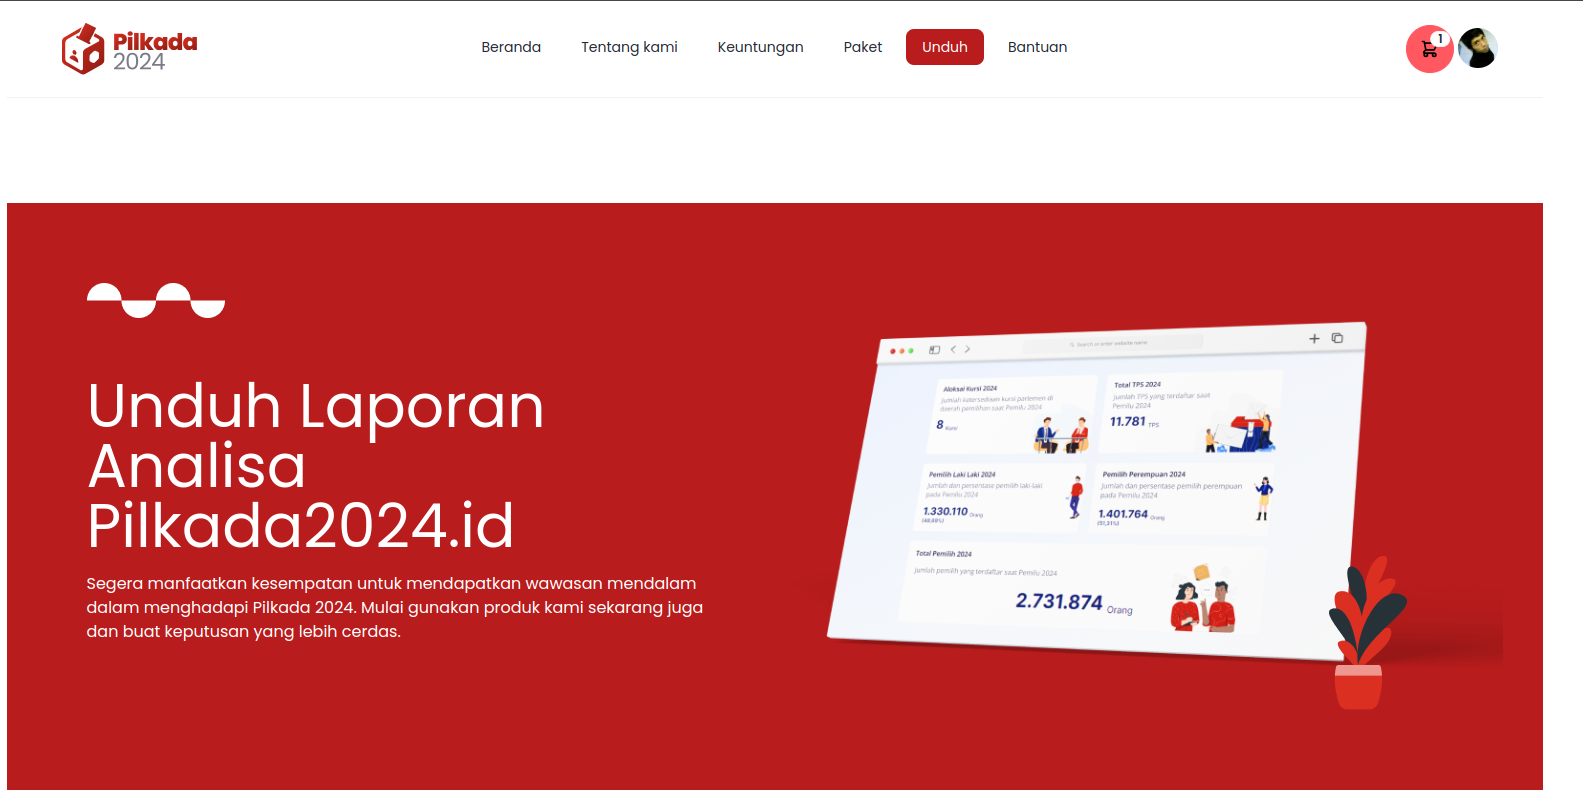 Pilkada
2024
Beranda
Tentang kami
Keuntungan
Paket
Unduh
Bantuan
1
Unduh Laporan
Analisa
Pilkada2024.id
Segera manfaatkan kesempatan untuk mendapatkan wawasan mendalam
dalam menghadapi Pilkada 2024. Mulai gunakan produk kami sekarang juga
dan buat keputusan yang lebih cerdas.
Search or enter website name
Aloksai Kursi 2024
Jumlah ketersediaan kursi parlemen di
daerah pemilihan saat Pemilu 2024
8 Kursi
Total TPS 2024
Jumlah TPS yang terdaftar saat
Pemilu 2024
11.781 TPS
Pemilih Laki Laki 2024
Jumlah dan persentase pemilih laki-laki
pada Pemilu 2024
1.330.110 Orang
(48,69%)
Pemilih Perempuan 2024
Jumlah dan persentase pemilih perempuan
pada Pemilu 2024
1.401.764 Orang
(51,31%)
Total Pemilih 2024
Jumlah pemilih yang terdaftar saat Pemilu 2024
2.731.874 Orang